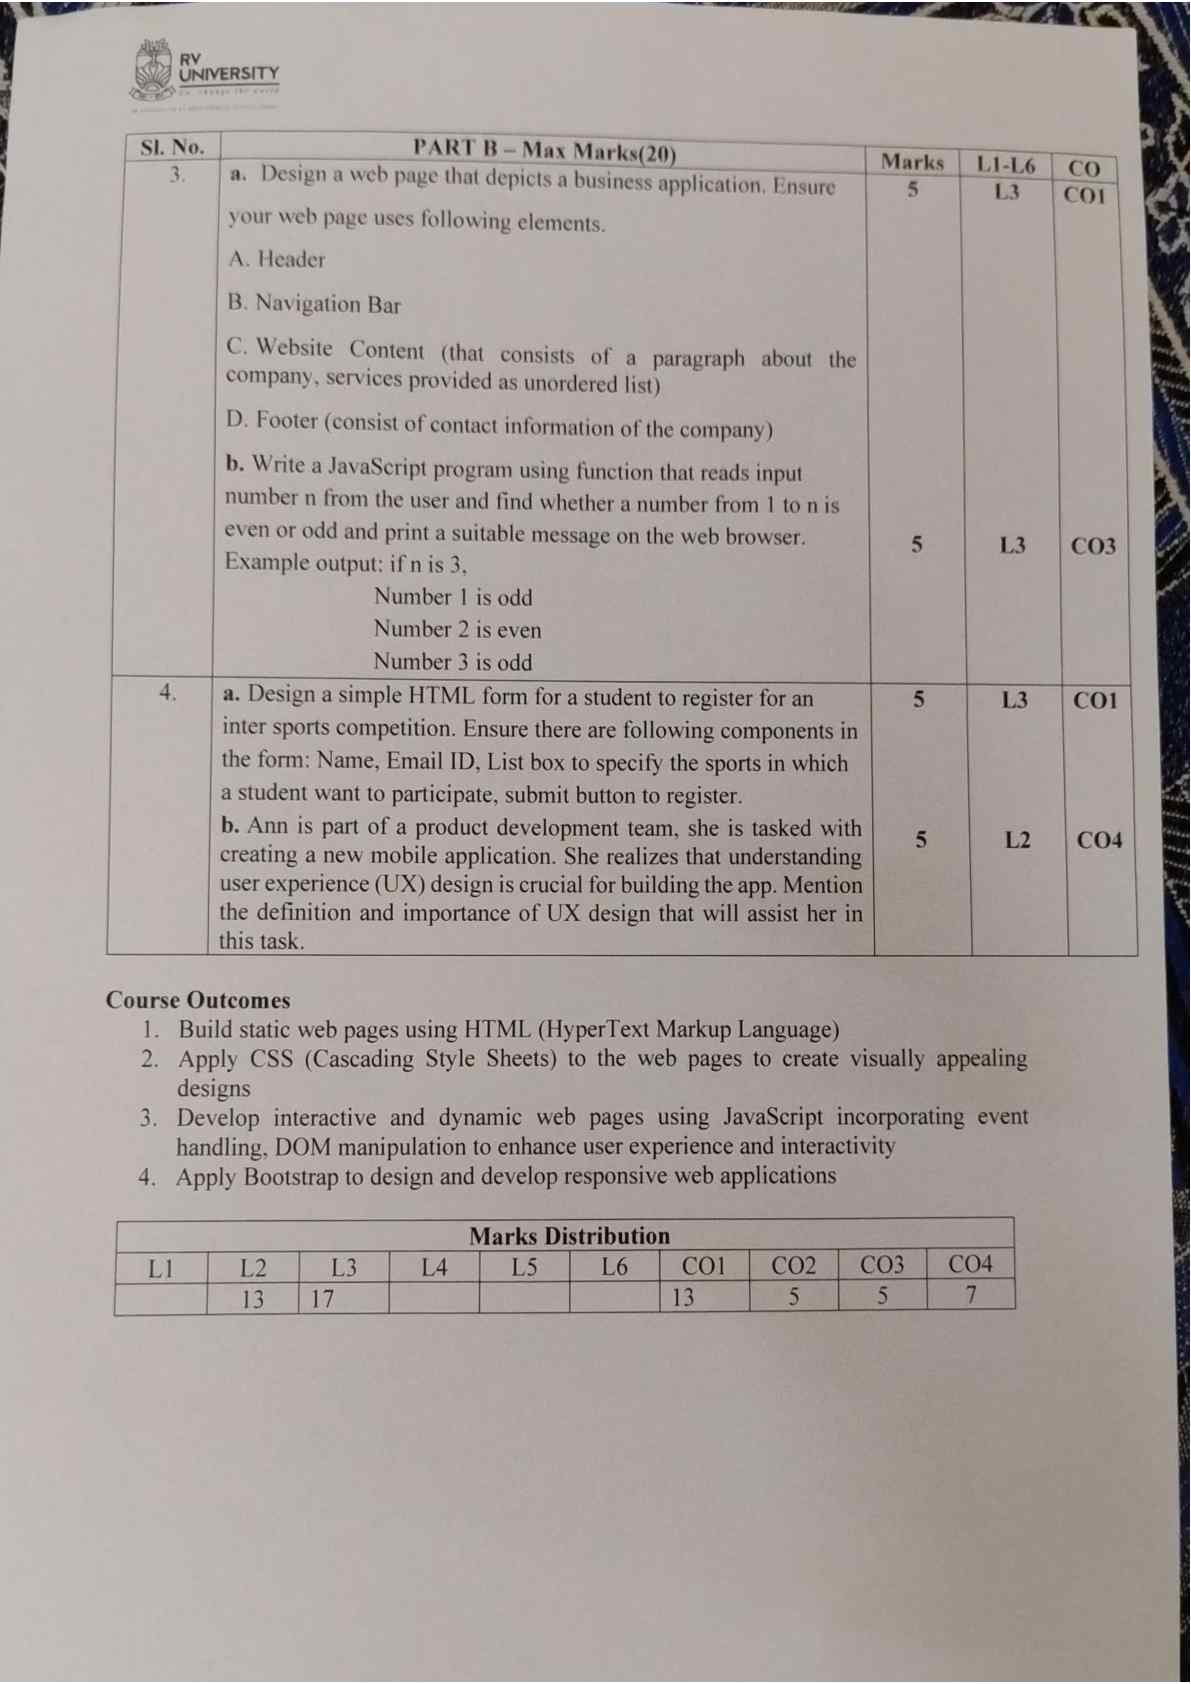 RV
UNIVERSITY
Sl. No. PART B – Max Marks(20) Marks L1-L6 CO
3. a. Design a web page that depicts a business application. Ensure 5 L3 CO1
your web page uses following elements.
A. Header
B. Navigation Bar
C. Website Content (that consists of a paragraph about the
company, services provided as unordered list)
D. Footer (consist of contact information of the company)
b. Write a JavaScript program using function that reads input
number n from the user and find whether a number from 1 to n is
even or odd and print a suitable message on the web browser. 5 L3 CO3
Example output: if n is 3,
Number 1 is odd
Number 2 is even
Number 3 is odd
4. a. Design a simple HTML form for a student to register for an 5 L3 CO1
inter sports competition. Ensure there are following components in
the form: Name, Email ID, List box to specify the sports in which
a student want to participate, submit button to register.
b. Ann is part of a product development team, she is tasked with 5 L2 CO4
creating a new mobile application. She realizes that understanding
user experience (UX) design is crucial for building the app. Mention
the definition and importance of UX design that will assist her in
this task.
Course Outcomes
1. Build static web pages using HTML (HyperText Markup Language)
2. Apply CSS (Cascading Style Sheets) to the web pages to create visually appealing
designs
3. Develop interactive and dynamic web pages using JavaScript incorporating event
handling, DOM manipulation to enhance user experience and interactivity
4. Apply Bootstrap to design and develop responsive web applications
Marks Distribution
L1 L2 L3 L4 L5 L6 CO1 CO2 CO3 CO4
13 17 13 5 5 7